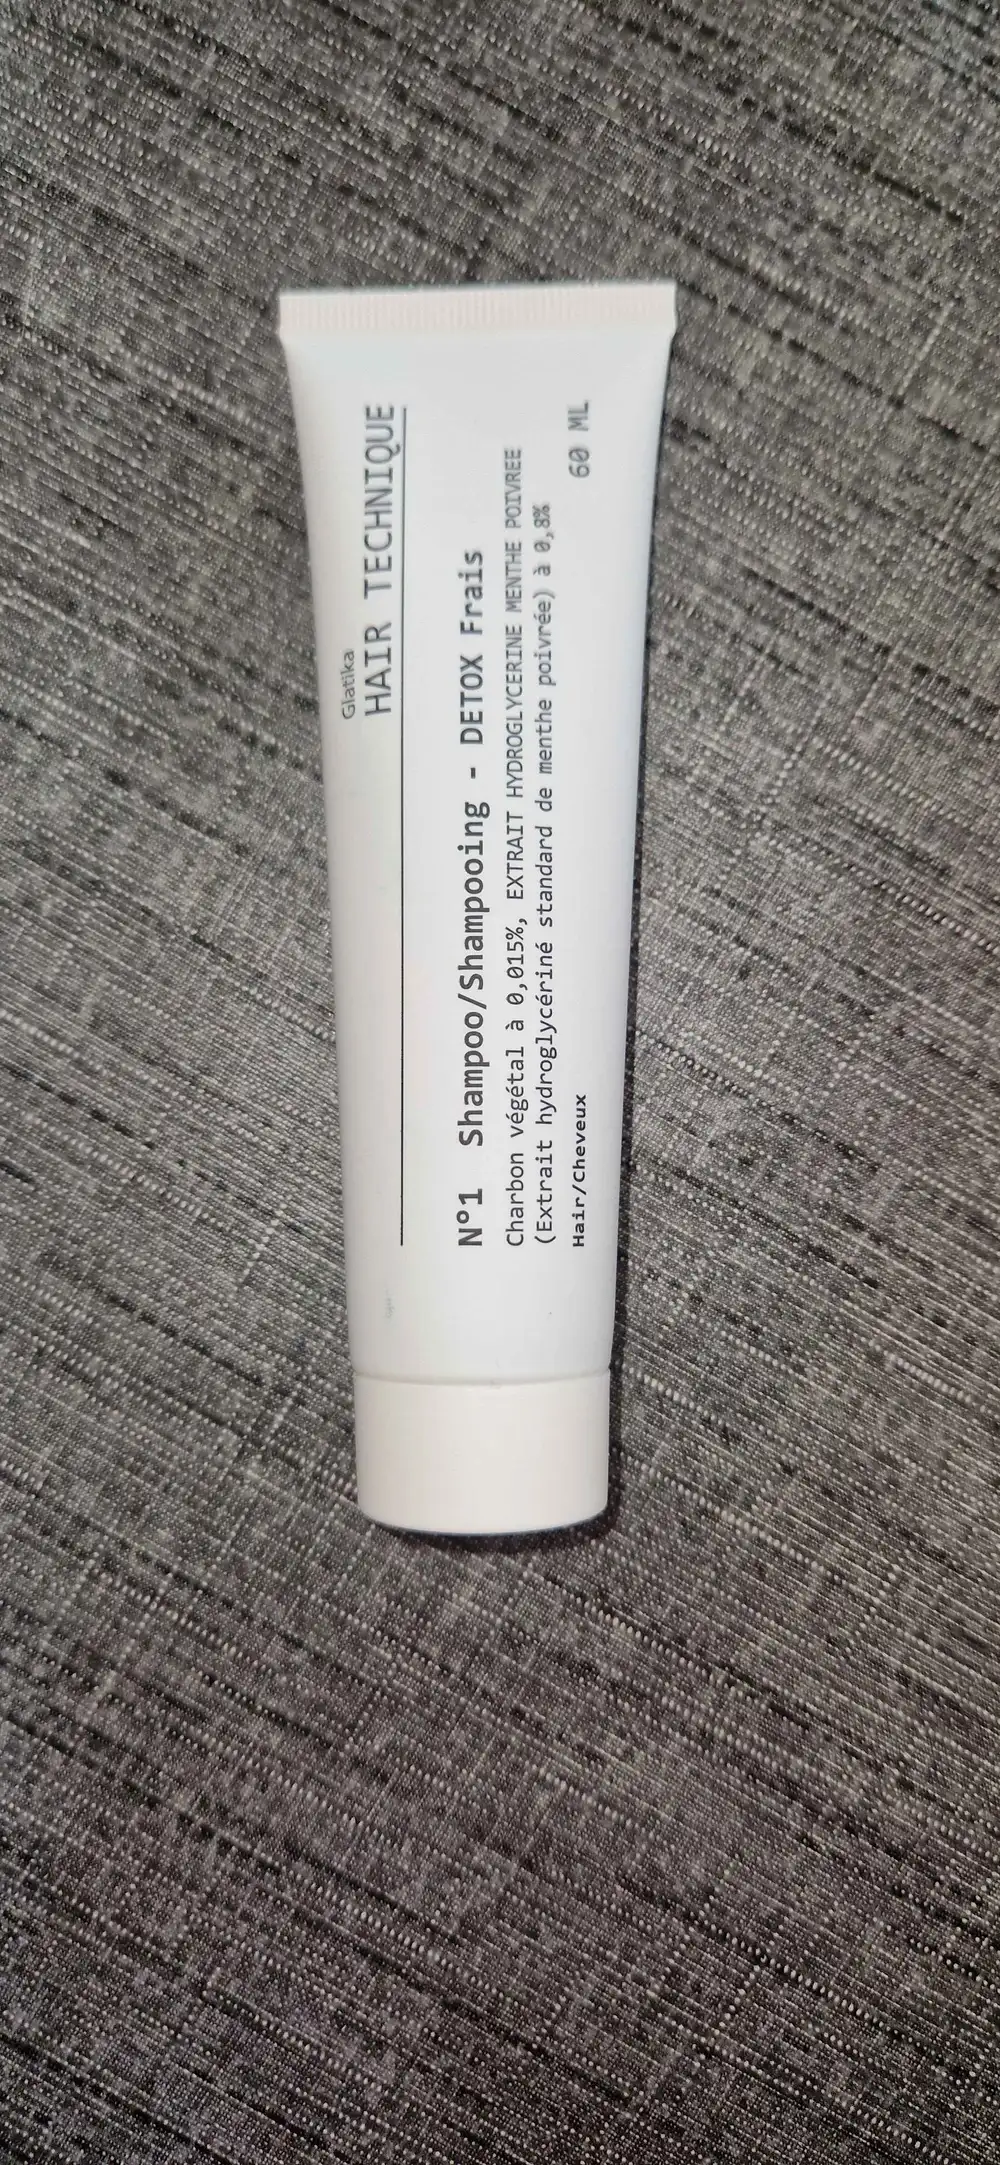 Glatika
HAIR TECHNIQUE
N°1 Shampoo/Shampooing - DETOX Frais
Charbon végétal à 0,015%, EXTRAIT HYDROGLYCERINE MENTHE POIVREE
(Extrait hydroglycériné standard de menthe poivrée) à 0,8%
Hair/Cheveux 60 ML